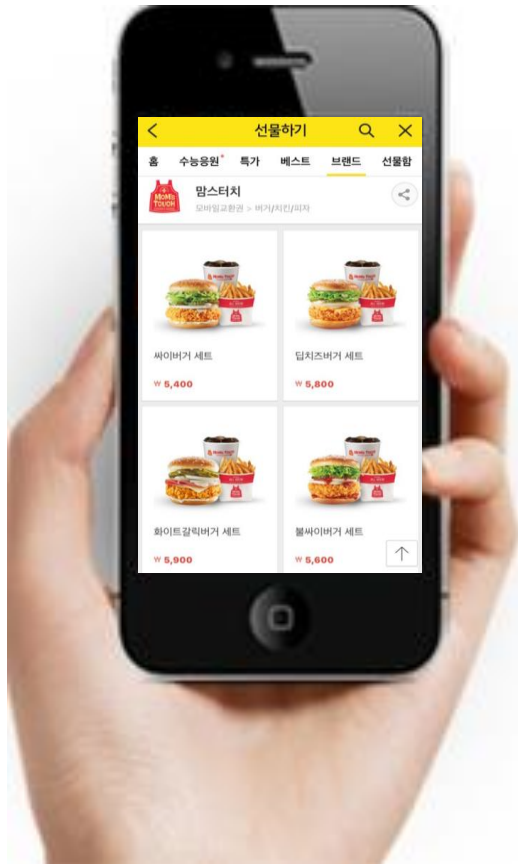 선물하기
홈 수능응원 특가 베스트 브랜드 선물함
MOM'S
TOUCH
맘스터치
모바일교환권 > 버거/치킨/피자
싸이버거 세트
₩ 5,400
딥치즈버거 세트
₩ 5,800
화이트갈릭버거 세트
₩ 5,900
불싸이버거 세트
₩ 5,600